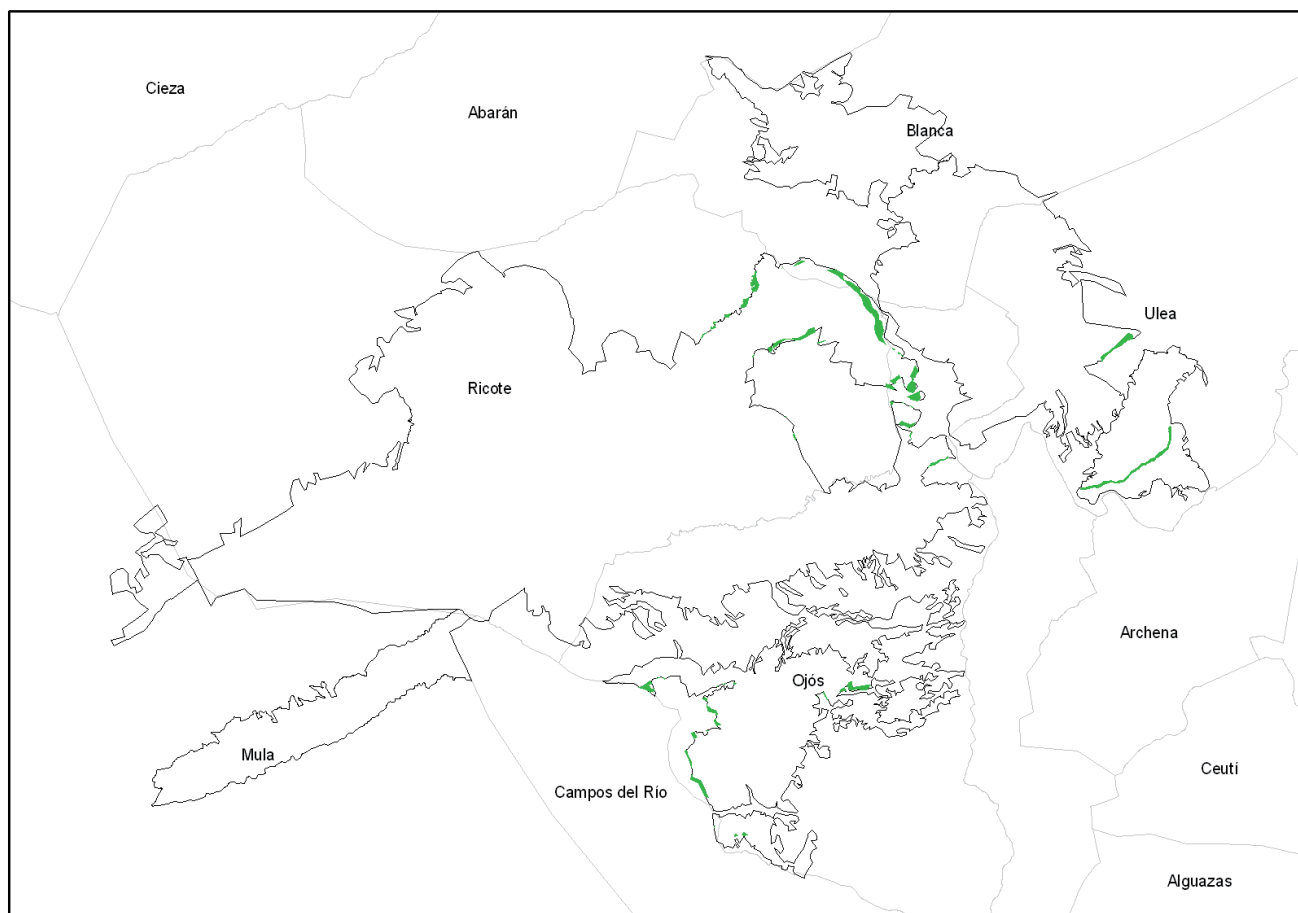 Cieza
Abarán
Blanca
Ulea
Ricote
Archena
Ojós
Mula
Ceutí
Campos del Río
Alguazas